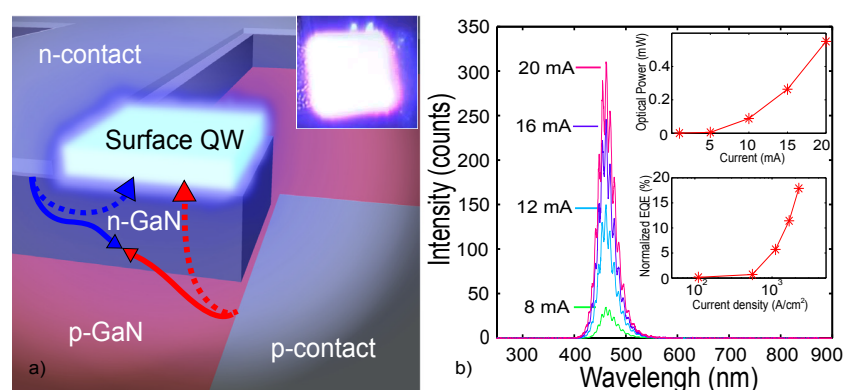 n-contact
Surface QW
n-GaN
p-GaN
p-contact
a)
350
300
250
200
150
100
50
0
Intensity (counts)
20 mA
16 mA
12 mA
8 mA
300 400 500 600 700 800 900
Wavelengh (nm)
b)
Optical Power (mW)
0.4
0
5 10 15 20
Current (mA)
Normalized EQE (%)
20
15
10
5
0
10⁻² 10³
Current density (A/cm²)